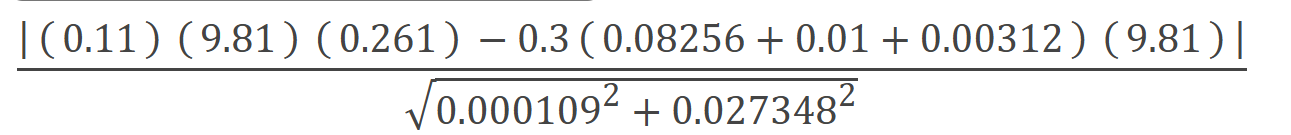 |(0.11)(9.81)(0.261) − 0.3(0.08256 + 0.01 + 0.00312)(9.81)|
√0.000109² + 0.027348²